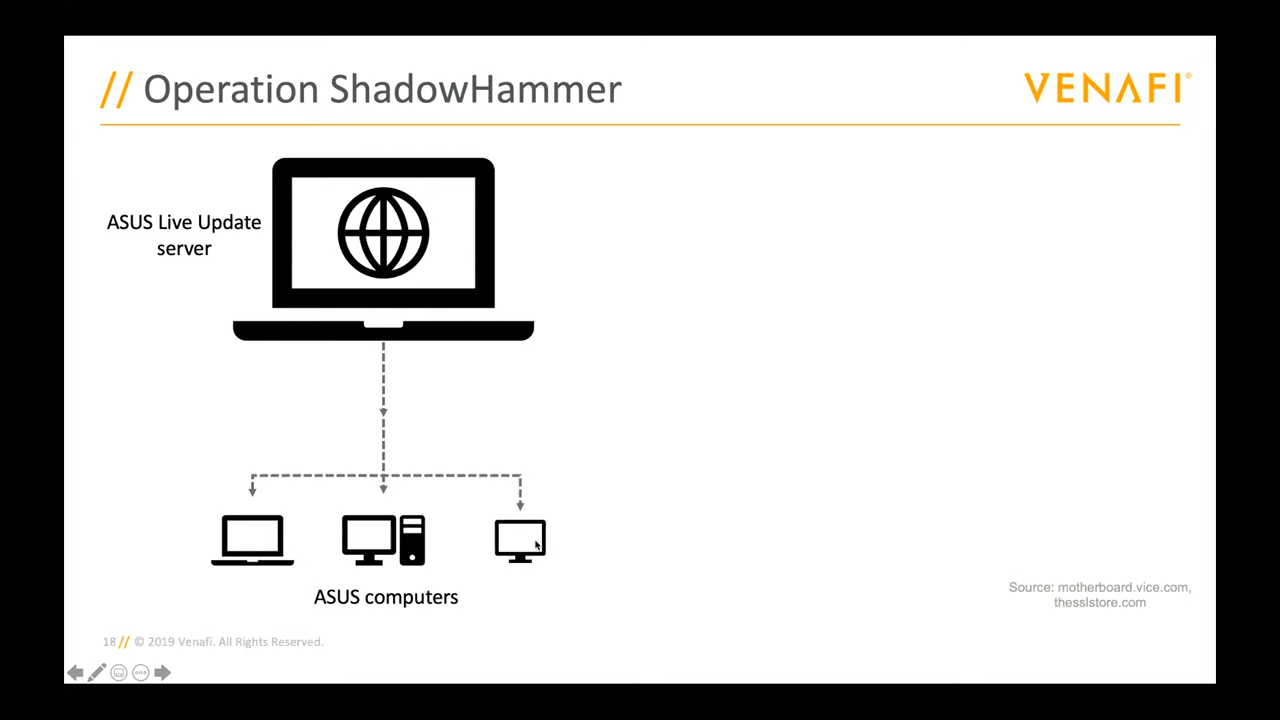 // Operation ShadowHammer
VENAFI®
ASUS Live Update
server
ASUS computers
Source: motherboard.vice.com,
thesslstore.com
18 // © 2019 Venafi. All Rights Reserved.